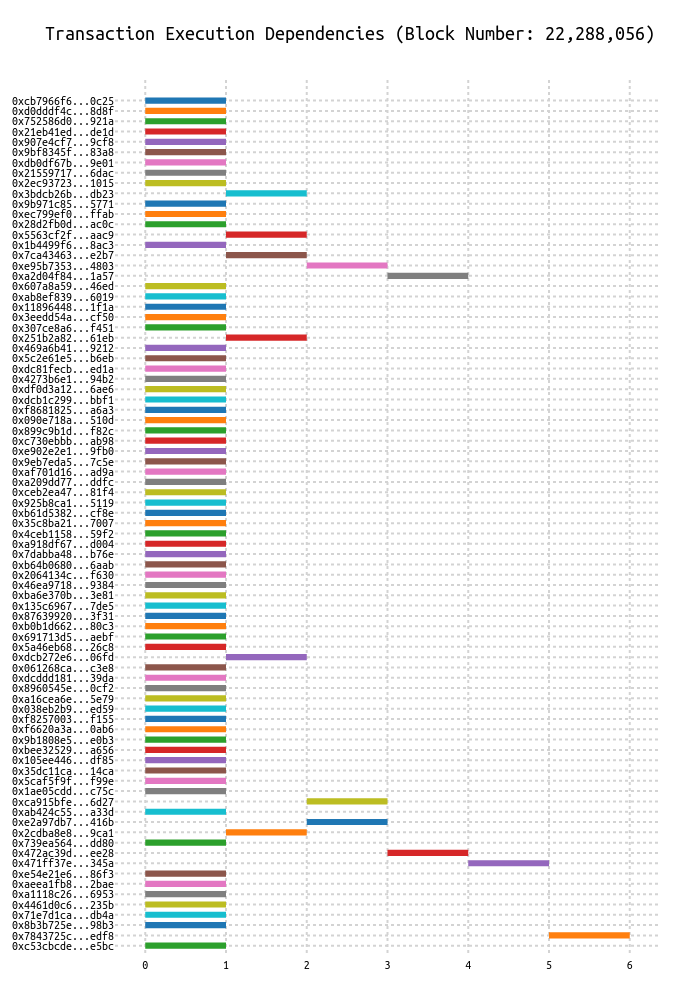 Transaction Execution Dependencies (Block Number: 22,288,056)
0xcb7966f6...0c25
0xd0dddf4c...8d8f
0x752586d0...921a
0x21eb41ed...de1d
0x907e4cf7...9cf8
0x9bf8345f...83a8
0xdb0df67b...9e01
0x21559717...6dac
0x2ec93723...1015
0x3bdcb26b...db23
0x9b971c85...5771
0xec799ef0...ffab
0x28d2fb0d...ac0c
0x5563cf2f...aac9
0x1b4499f6...8ac3
0x7ca43463...e2b7
0xe95b7353...4803
0xa2d04f84...1a57
0x607a8a59...46ed
0xab8ef839...6019
0x11896448...1f1a
0x3eedd54a...cf50
0x307ce8a6...f451
0x251b2a82...61eb
0x469a6b41...9212
0x5c2e61e5...b6eb
0xdc81fecb...ed1a
0x4273b6e1...94b2
0xdf0d3a12...6ae6
0xdcb1c299...bbf1
0xf8681825...a6a3
0x090e718a...510d
0x899c9b1d...f82c
0xc730ebbb...ab98
0xe902e2e1...9fb0
0x9eb7eda5...7c5e
0xaf701d16...ad9a
0xa209dd77...ddfc
0xceb2ea47...81f4
0x925b8ca1...5119
0xb61d5382...cf8e
0x35c8ba21...7007
0x4ceb1158...59f2
0xa918df67...d004
0x7dabba48...b76e
0xb64b0680...6aab
0x2064134c...f630
0x46ea9718...9384
0xba6e370b...3e81
0x135c6967...7de5
0x87639920...3f31
0xb0b1d662...80c3
0x691713d5...aebf
0x5a46eb68...26c8
0xdcb272e6...06fd
0x061268ca...c3e8
0xdcddd181...39da
0x8960545e...0cf2
0xa16cea6e...5e79
0x038eb2b9...ed59
0xf8257003...f155
0xf6620a3a...0ab6
0x9b1808e5...e0b3
0xbee32529...a656
0x105ee446...df85
0x35dc11ca...14ca
0x5caf5f9f...f99e
0x1ae05cdd...c75c
0xca915bfe...6d27
0xab424c55...a33d
0xe2a97db7...416b
0x2cdba8e8...9ca1
0x739ea564...dd80
0x472ac39d...ee28
0x471ff37e...345a
0xe54e21e6...86f3
0xaeea1fb8...2bae
0xa1118c26...6953
0x4461d0c6...235b
0x71e7d1ca...db4a
0x8b3b725e...98b3
0x7843725c...edf8
0xc53cbcde...e5bc
0 1 2 3 4 5 6